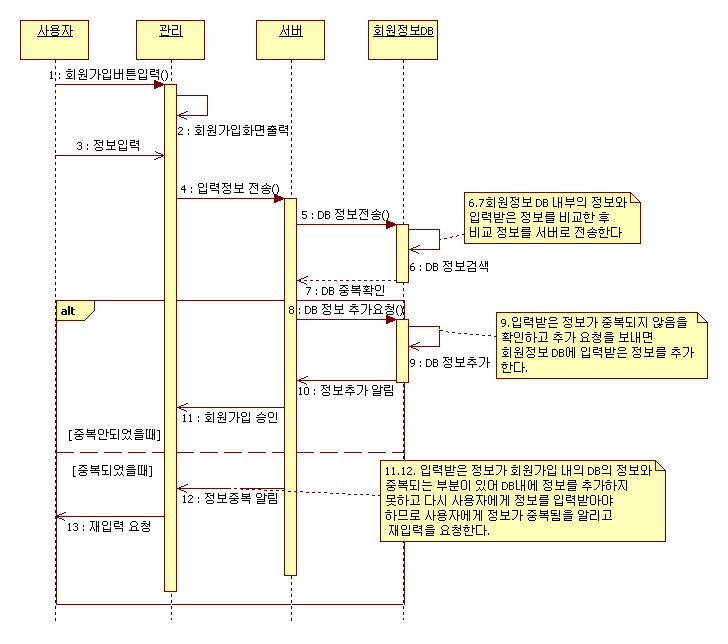 사용자
관리
서버
회원정보DB
1 : 회원가입버튼입력()
2 : 회원가입화면출력
3 : 정보입력
4 : 입력정보 전송()
5 : DB 정보전송()
6.7회원정보 DB 내부의 정보와
입력받은 정보를 비교한 후
비교 정보를 서버로 전송한다
6 : DB 정보검색
7 : DB 중복확인
alt
8 : DB 정보 추가요청()
9.입력받은 정보가 중복되지 않음을
확인하고 추가 요청을 보내면
회원정보 DB에 입력받은 정보를 추가
한다.
9 : DB 정보추가
10 : 정보추가 알림
11 : 회원가입 승인
[중복안되었을때]
[중복되었을때]
11.12. 입력받은 정보가 회원가입 내의 DB의 정보와
중복되는 부분이 있어 DB내에 정보를 추가하지
못하고 다시 사용자에게 정보를 입력받아야
하므로 사용자에게 정보가 중복됨을 알리고
재입력을 요청한다.
12 : 정보중복 알림
13 : 재입력 요청